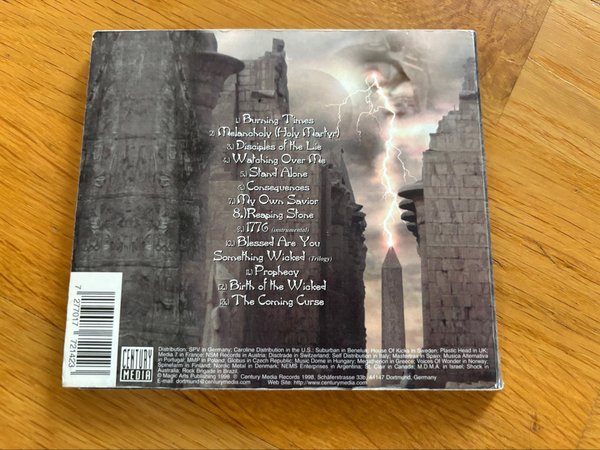 1.) Burning Times
2.) Melancholy (Holy Martyr)
3.) Disciples of the Lie
4.) Watching Over Me
5.) Stand Alone
6.) Consequences
7.) My Own Savior
8.) Reaping Stone
9.) 1776 (instrumental)
10.) Blessed Are You
Something Wicked (Trilogy)
11.) Prophecy
12.) Birth of the Wicked
13.) The Coming Curse
7 27017 72142
CENTURY
MEDIA
Distribution: SPV in Germany; Caroline Distribution in the U.S.; Suburban in Benelux; House Of Kicks in Sweden, Plastic Head in UK;
Media 7 in France; NSM Records in Austria; Disctrade in Switzerland; Self Distribution in Italy; Mastertrax in Spain; Musica Alternativa
in Portugal; MMP in Poland; Globus in Czech Republic; Music Dome in Hungary; Megatherion in Greece; Voices Of Wonder in Norway;
Spinefarm in Finland; Nordic Metal in Denmark; NEMS Enterprises in Argentina; St. Clair in Canada; M.D.M.A. in Israel; Shock in
Australia; Rock Brigade in Brazil.
© Magic Arts Publishing 1998 ℗ Century Media Records 1998, Schäferstrasse 33b, 44147 Dortmund, Germany
E-mail: dortmund@centurymedia.com Web Site: http://www.centurymedia.com